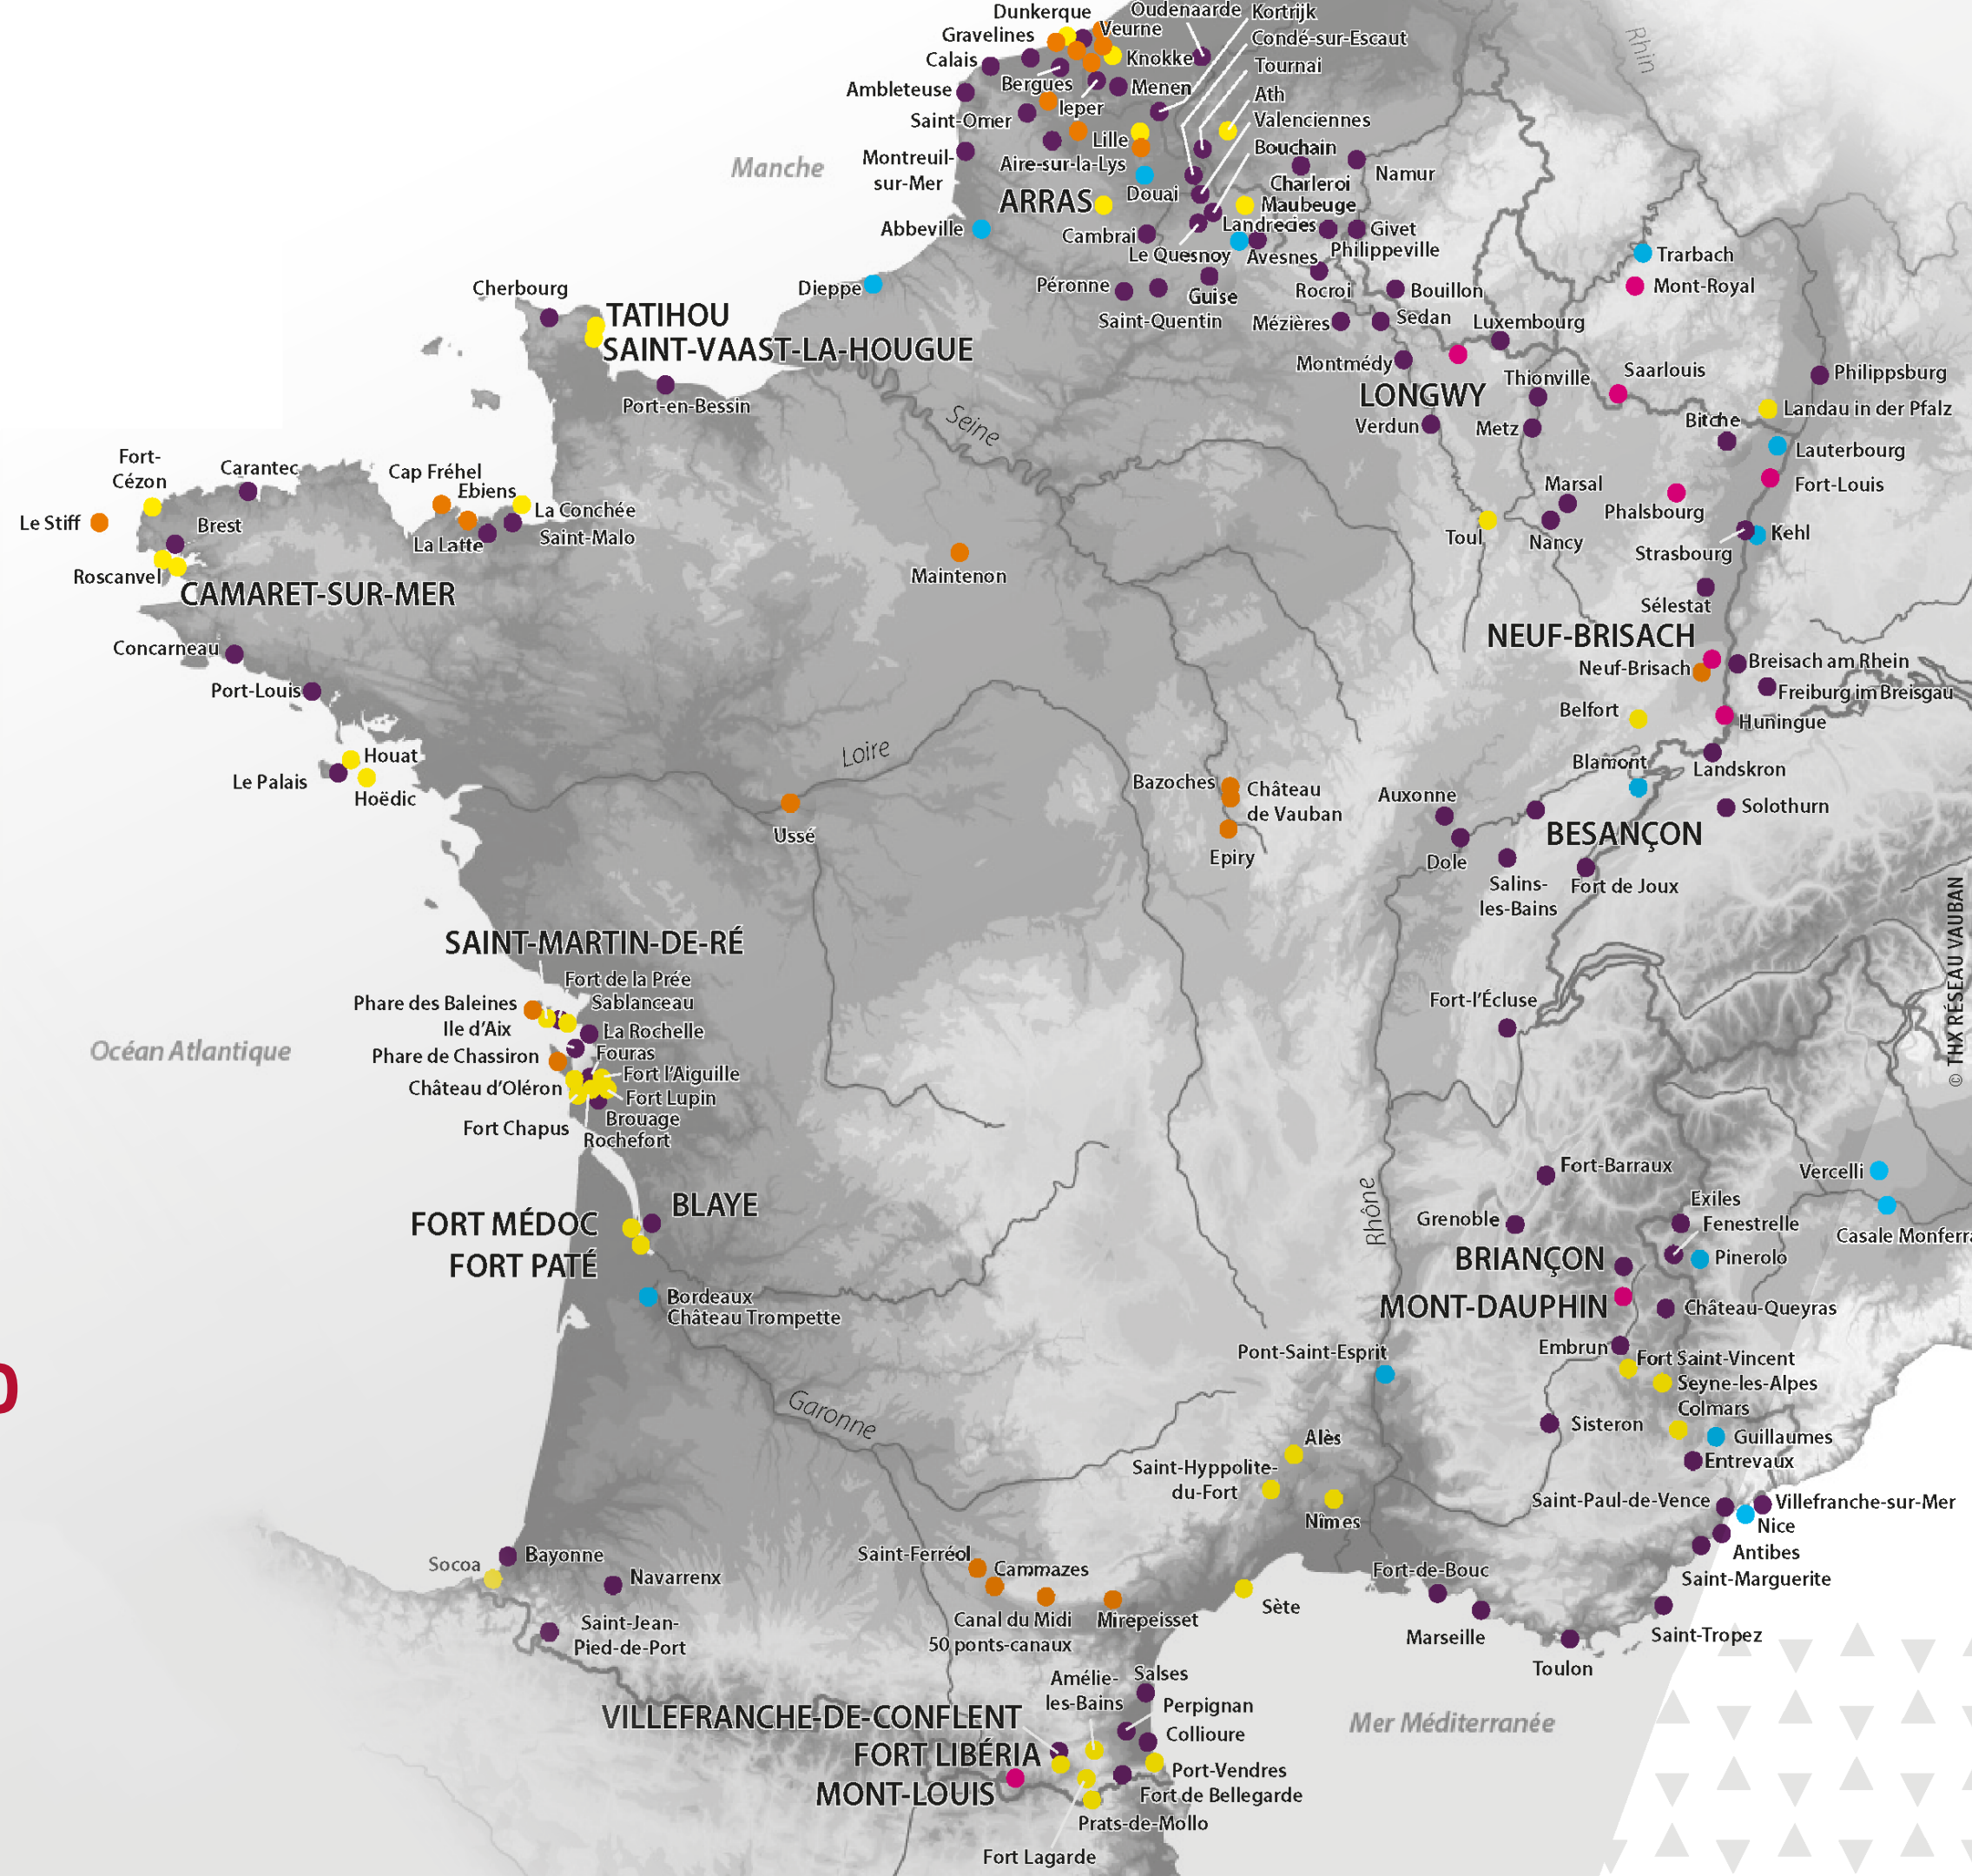 Dunkerque
Oudenaarde
Kortrijk
Gravelines
Veurne
Condé-sur-Escaut
Calais
Knokke
Tournai
Bergues
Menen
Ambleteuse
Ieper
Ath
Saint-Omer
Valenciennes
Lille
Bouchain
Montreuil-
sur-Mer
Aire-sur-la-Lys
Manche
Namur
Charleroi
Douai
ARRAS
Maubeuge
Abbeville
Cambrai
Landrecies
Givet
Le Quesnoy
Avesnes
Philippeville
Rhin
Trarbach
Mont-Royal
Péronne
Guise
Rocroi
Bouillon
Saint-Quentin
Mézières
Sedan
Luxembourg
Cherbourg
Dieppe
TATIHOU
SAINT-VAAST-LA-HOUGUE
Port-en-Bessin
Montmédy
LONGWY
Thionville
Saarlouis
Philippsburg
Landau in der Pfalz
Verdun
Metz
Bitche
Lauterbourg
Seine
Fort-
Cézon
Carantec
Cap Fréhel
Ebiens
La Conchée
Le Stiff
Brest
La Latte
Saint-Malo
Roscanvel
CAMARET-SUR-MER
Maintenon
Marsal
Phalsbourg
Fort-Louis
Toul
Nancy
Strasbourg
Kehl
Sélestat
NEUF-BRISACH
Neuf-Brisach
Breisach am Rhein
Freiburg im Breisgau
Concarneau
Port-Louis
Belfort
Huningue
Houat
Le Palais
Hoëdic
Loire
Blamont
Landskron
Bazoches
Château
de Vauban
Auxonne
Solothurn
Ussé
Epiry
BESANÇON
Dole
Salins-
les-Bains
Fort de Joux
© THX RÉSEAU VAUBAN
SAINT-MARTIN-DE-RÉ
Fort de la Prée
Phare des Baleines
Sablanceau
Ile d'Aix
La Rochelle
Océan Atlantique
Phare de Chassiron
Fouras
Fort l'Aiguille
Château d'Oléron
Fort Lupin
Brouage
Fort Chapus
Rochefort
Fort-l'Écluse
Fort-Barraux
Vercelli
Rhône
Exiles
Grenoble
Fenestrelle
Casale Monferra
BLAYE
FORT MÉDOC
FORT PATÉ
BRIANÇON
Pinerolo
Bordeaux
Château Trompette
MONT-DAUPHIN
Château-Queyras
Embrun
Pont-Saint-Esprit
Fort Saint-Vincent
Seyne-les-Alpes
Colmars
Garonne
Sisteron
Guillaumes
Alès
Entrevaux
Saint-Hyppolite-
du-Fort
Saint-Paul-de-Vence
Villefranche-sur-Mer
Nîmes
Nice
Antibes
Socoa
Bayonne
Saint-Ferréol
Cammazes
Fort-de-Bouc
Saint-Marguerite
Navarrenx
Sète
Saint-Jean-
Pied-de-Port
Canal du Midi
50 ponts-canaux
Mirepeisset
Marseille
Saint-Tropez
Toulon
Amélie-
les-Bains
Salses
VILLEFRANCHE-DE-CONFLENT
Perpignan
Mer Méditerranée
Collioure
FORT LIBÉRIA
Port-Vendres
MONT-LOUIS
Fort de Bellegarde
Prats-de-Mollo
Fort Lagarde